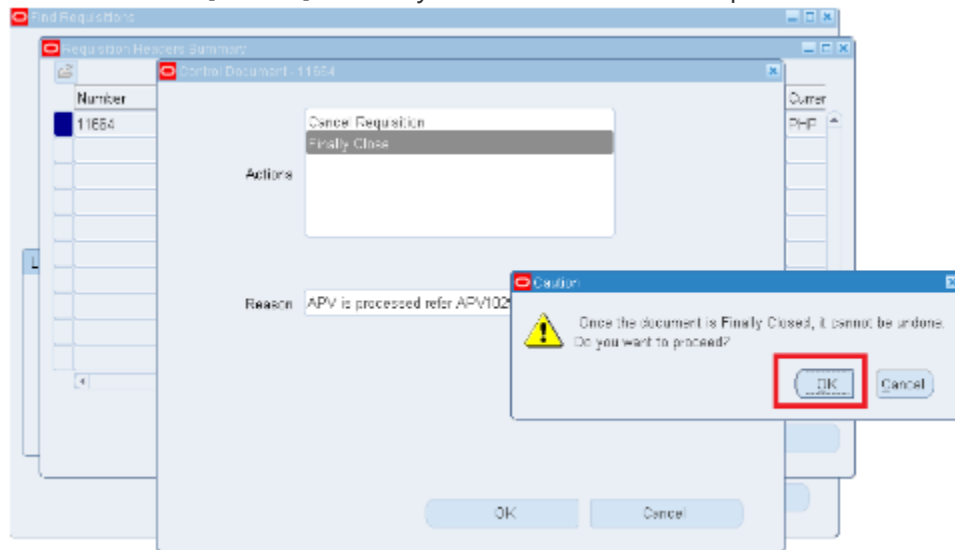 Find Requisitions
Requisition Headers Summary
Control Document - 11664
Number
Curren
11664
PHP
Cancel Requisition
Finally Close
Actions
Caution
Reason
APV is processed refer APV102
Once the document is Finally Closed, it cannot be undone.
Do you want to proceed?
OK
Cancel
L
OK
Cancel